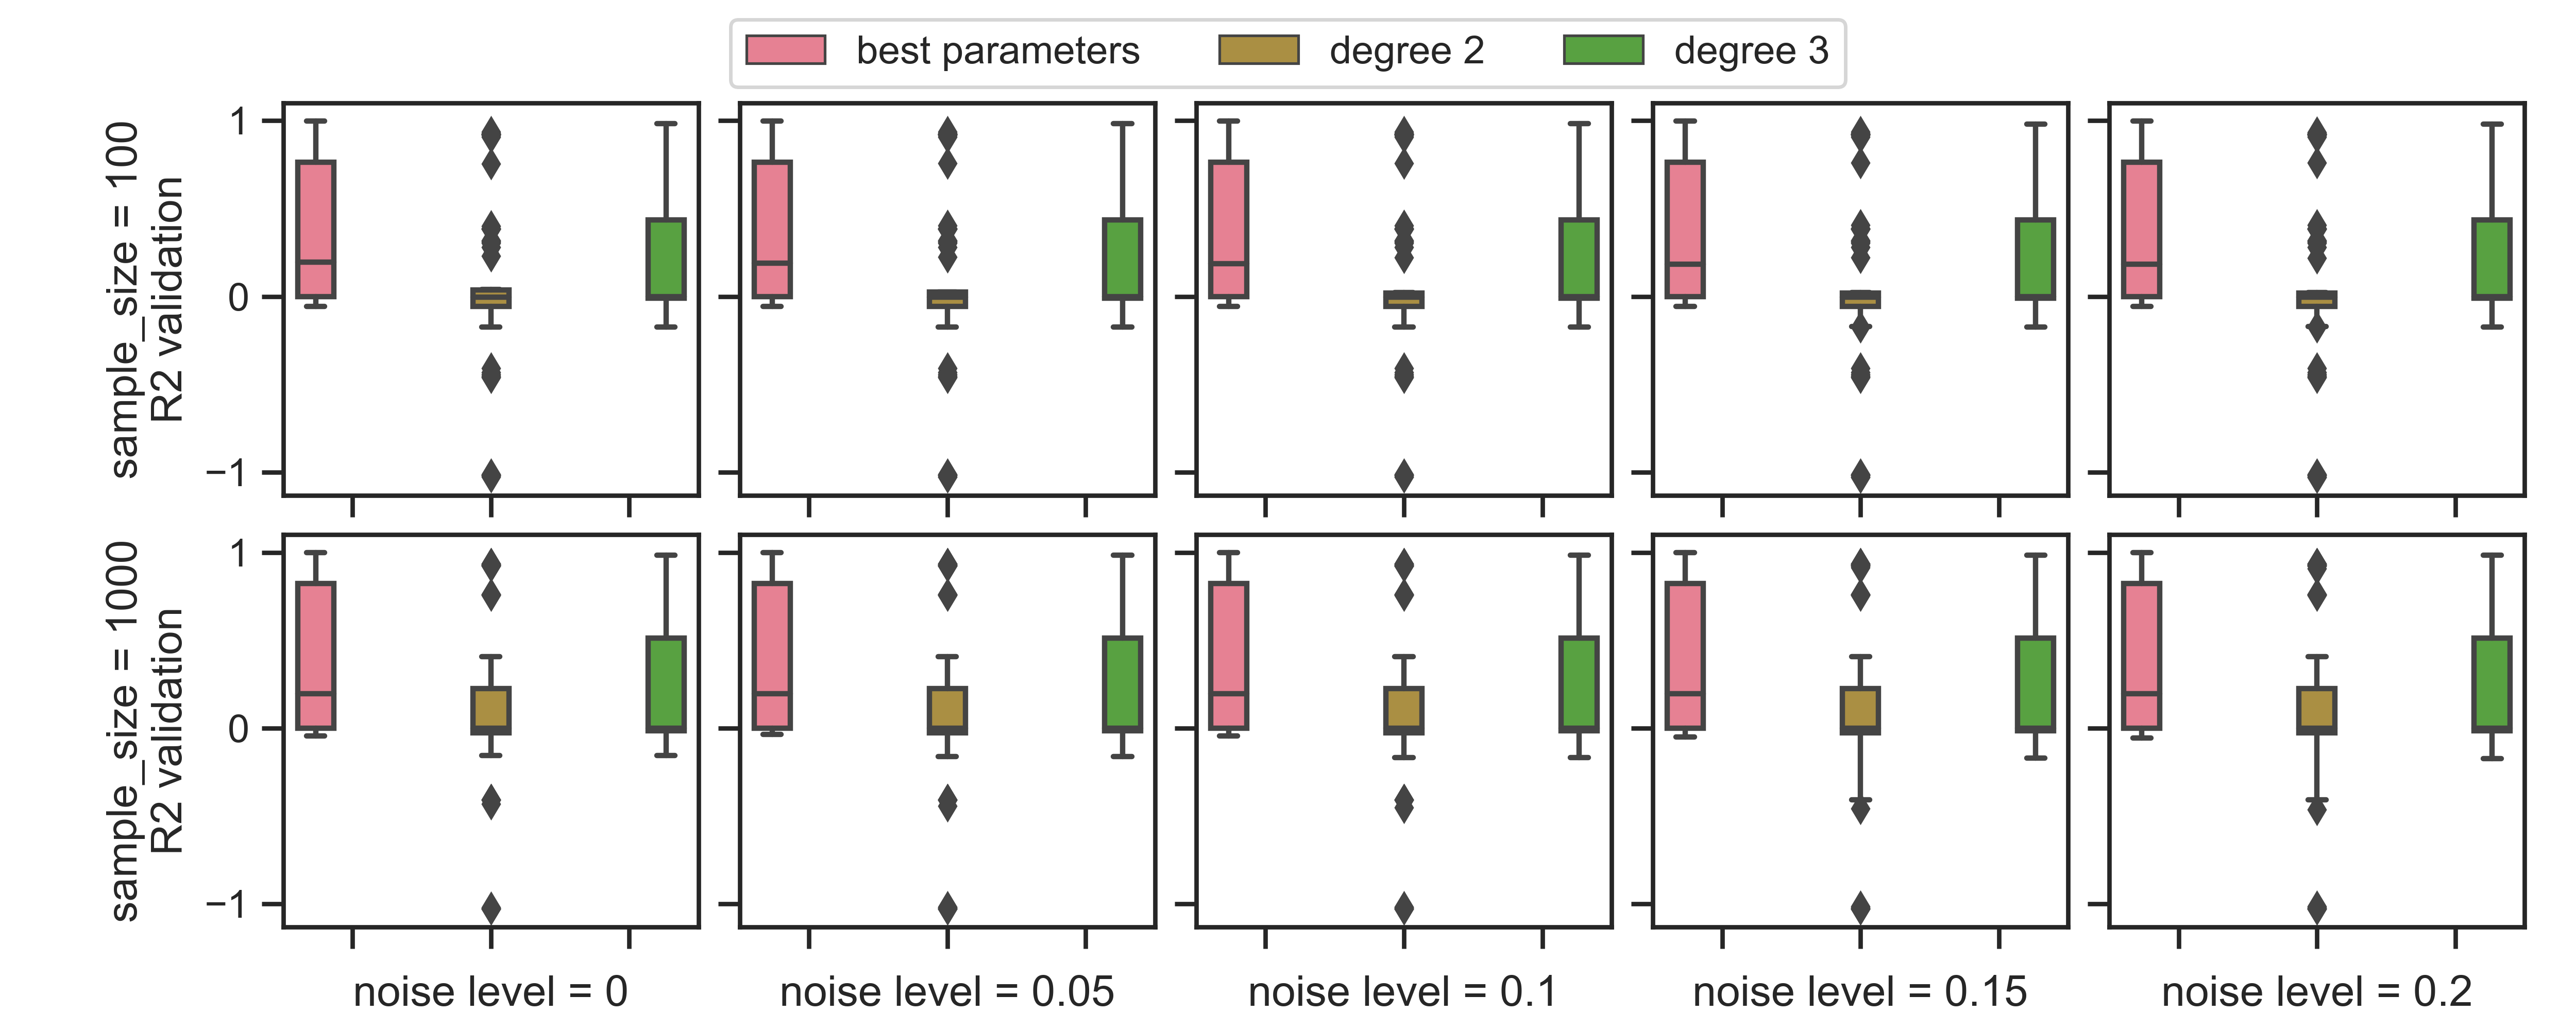 best parameters
degree 2
degree 3
sample_size = 100
R2 validation
1
0
−1
sample_size = 1000
R2 validation
1
0
−1
noise level = 0
noise level = 0.05
noise level = 0.1
noise level = 0.15
noise level = 0.2